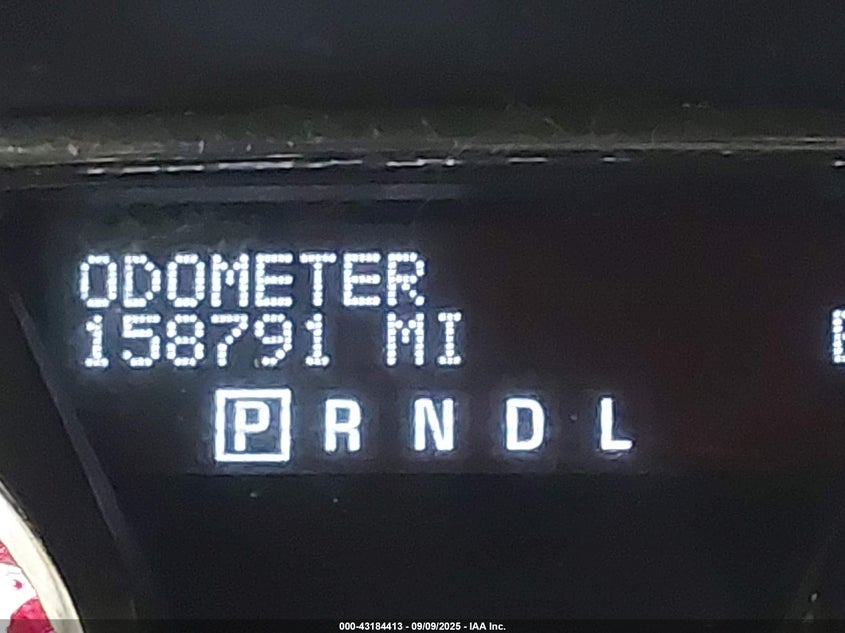 ODOMETER
158791 MI
P R N D L
000-43184413 - 09/09/2025 - IAA Inc.